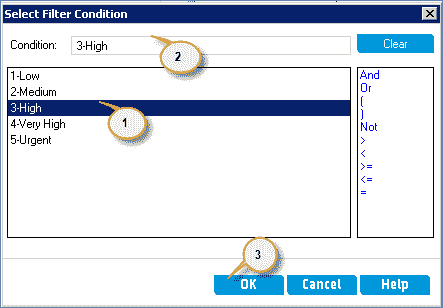 Select Filter Condition
Condition: 3-High Clear
2
1-Low
2-Medium
3-High
4-Very High
5-Urgent
1
And
Or
(
)
Not
>
<
>=
<=
=
3
OK Cancel Help